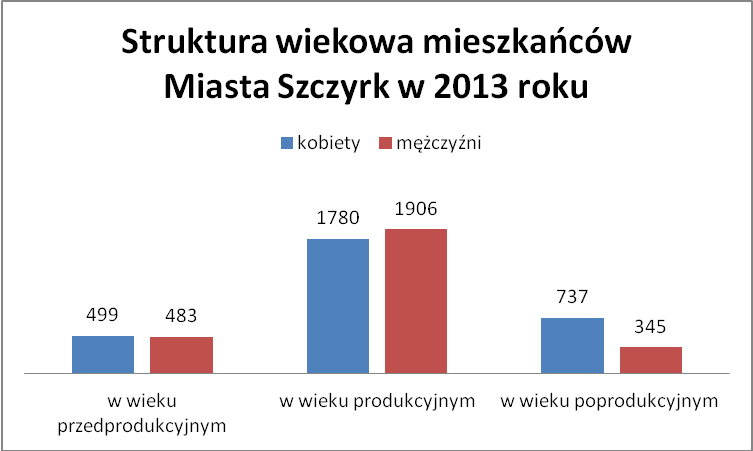 Struktura wiekowa mieszkańców
Miasta Szczyrk w 2013 roku
kobiety mężczyźni
499 483 1780 1906 737 345
w wieku
przedprodukcyjnym
w wieku produkcyjnym
w wieku poprodukcyjnym